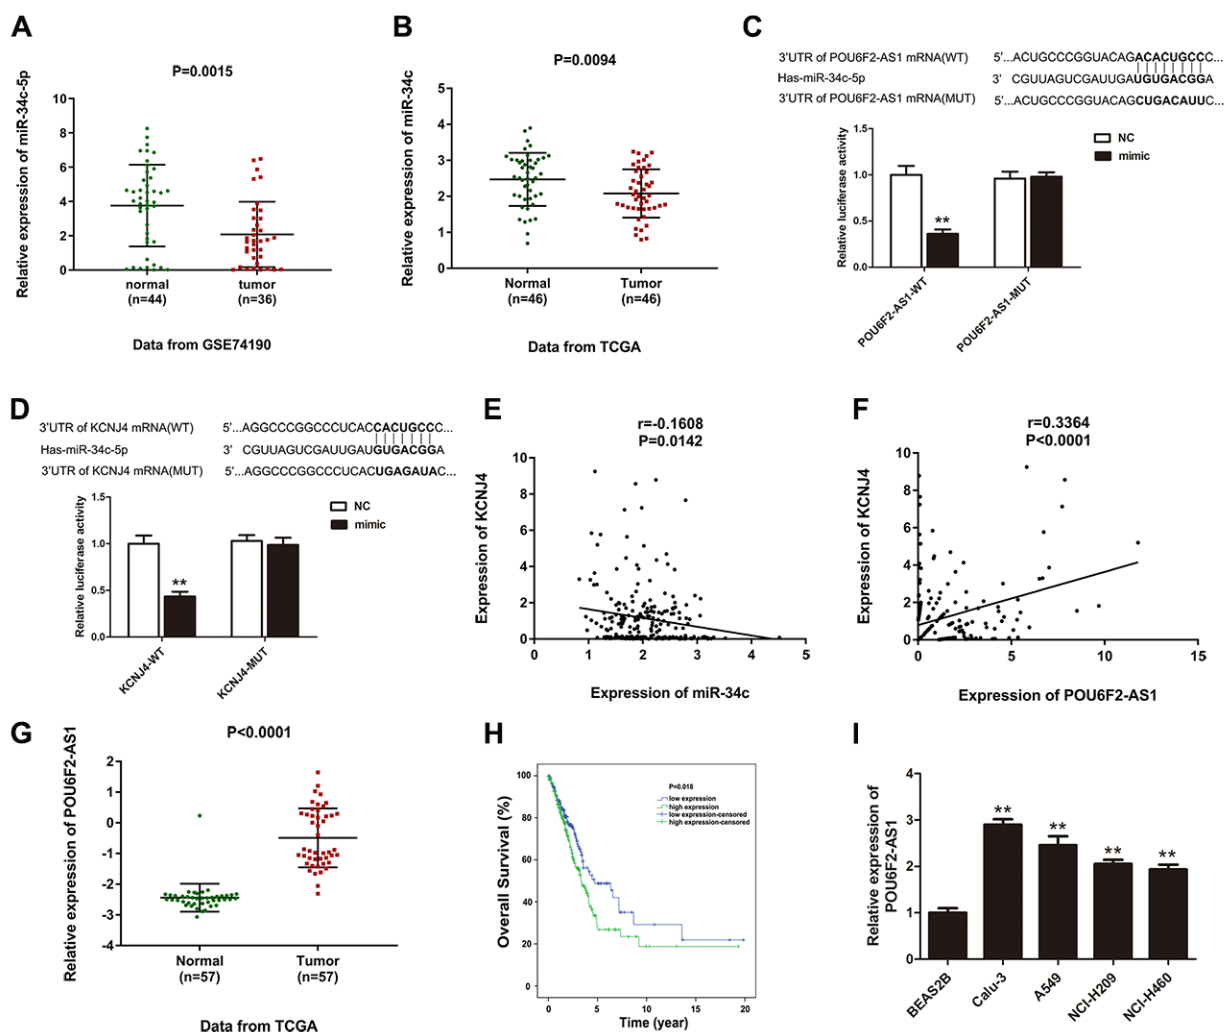 A
P=0.0015
Relative expression of miR-34c-5p
10
8
6
4
2
0
normal
(n=44)
tumor
(n=36)
Data from GSE74190
B
P=0.0094
Relative expression of miR-34c
5
4
3
2
1
0
Normal
(n=46)
Tumor
(n=46)
Data from TCGA
C
3'UTR of POU6F2-AS1 mRNA(WT) 5'...ACUGCCCGGUACAGACACUGCCC...
Has-miR-34c-5p 3' CGUUAGUCGAUUGAUGUGACGGA
3'UTR of POU6F2-AS1 mRNA(MUT) 5'...ACUGCCCGGUACAGCUGACAUUC...
Relative luciferase activity
1.5
1.0
0.5
0.0
NC
mimic
**
POU6F2-AS1-WT
POU6F2-AS1-MUT
D
3'UTR of KCNJ4 mRNA(WT) 5'...AGGCCCGGCCCUCACCACUGCCC...
Has-miR-34c-5p 3' CGUUAGUCGAUUGAUGUGACGGA
3'UTR of KCNJ4 mRNA(MUT) 5'...AGGCCCGGCCCUCACUGAGAUAC...
Relative luciferase activity
1.5
1.0
0.5
0.0
NC
mimic
**
KCNJ4-WT
KCNJ4-MUT
E
r=-0.1608
P=0.0142
Expression of KCNJ4
10
8
6
4
2
0
0 1 2 3 4 5
Expression of miR-34c
F
r=0.3364
P<0.0001
Expression of KCNJ4
10
8
6
4
2
0
0 5 10 15
Expression of POU6F2-AS1
G
P<0.0001
Relative expression of POU6F2-AS1
2
1
0
-1
-2
-3
-4
Normal
(n=57)
Tumor
(n=57)
Data from TCGA
H
P=0.018
low expression
high expression
low expression-censored
high expression-censored
Overall Survival (%)
100
80
60
40
20
0
0 5 10 15 20
Time (year)
I
Relative expression of
POU6F2-AS1
4
3
2
1
0
** ** ** **
BEAS2B
Calu-3
A549
NCI-H209
NCI-H460